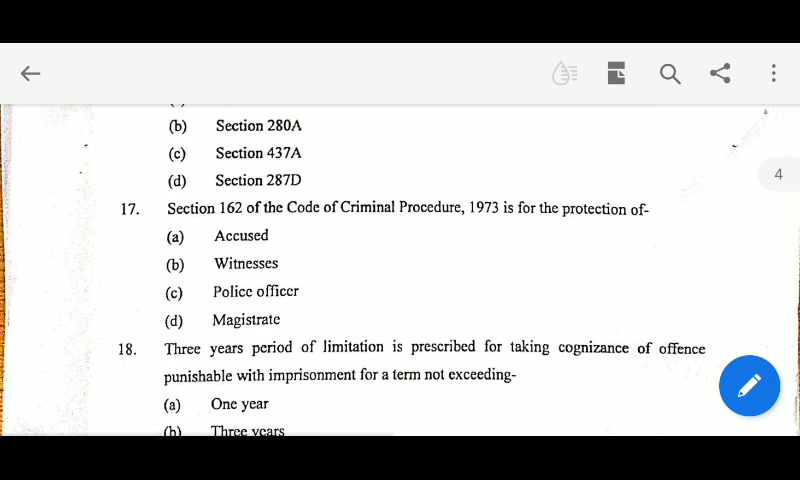 (b) Section 280A
(c) Section 437A
(d) Section 287D
4
17. Section 162 of the Code of Criminal Procedure, 1973 is for the protection of-
(a) Accused
(b) Witnesses
(c) Police officer
(d) Magistrate
18. Three years period of limitation is prescribed for taking cognizance of offence
punishable with imprisonment for a term not exceeding-
(a) One year
(b) Three years